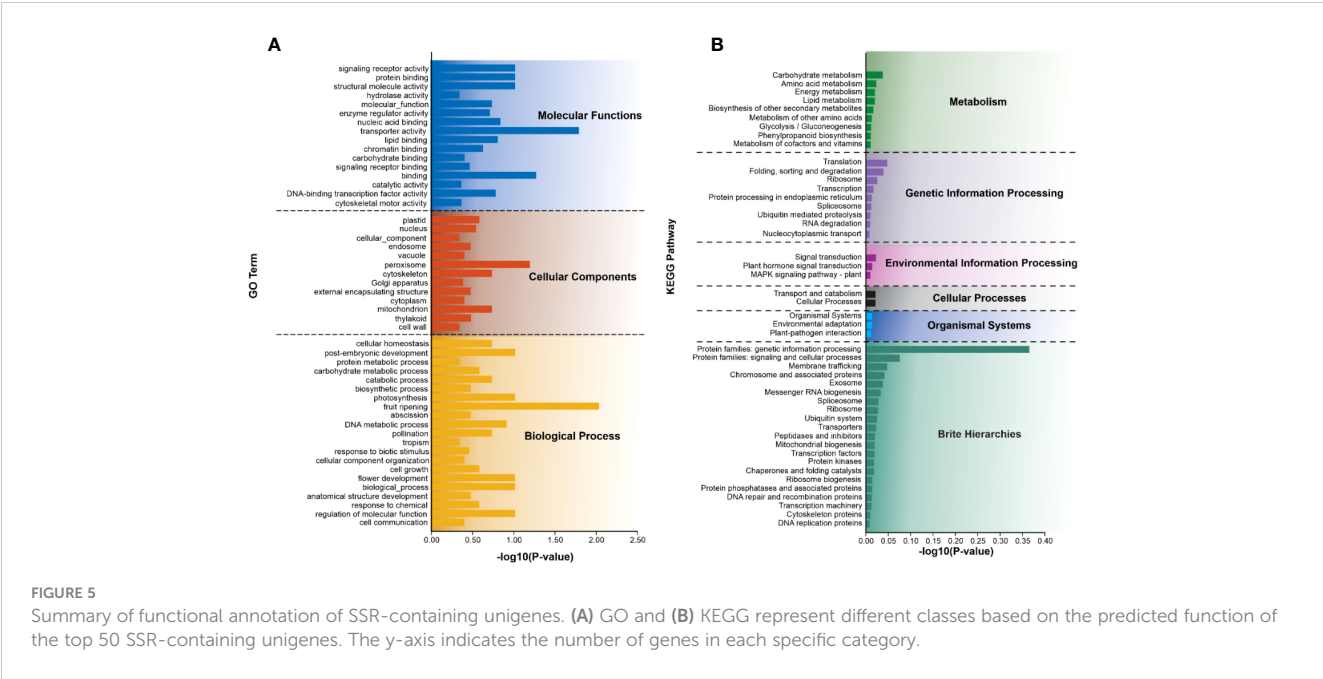 A
signaling receptor activity
protein binding
structural molecule activity
hydrolase activity
molecular_function
enzyme regulator activity
nucleic acid binding
transporter activity
lipid binding
chromatin binding
carbohydrate binding
signaling receptor binding
binding
catalytic activity
DNA-binding transcription factor activity
cytoskeletal motor activity
Molecular Functions
plastid
nucleus
cellular_component
endosome
vacuole
peroxisome
cytoskeleton
Golgi apparatus
external encapsulating structure
cytoplasm
mitochondrion
thylakoid
cell wall
Cellular Components
cellular homeostasis
post-embryonic development
protein metabolic process
carbohydrate metabolic process
catabolic process
biosynthetic process
photosynthesis
fruit ripening
abscission
DNA metabolic process
pollination
tropism
response to biotic stimulus
cellular component organization
cell growth
flower development
biological_process
anatomical structure development
response to chemical
regulation of molecular function
cell communication
Biological Process
GO Term
0.00 0.50 1.00 1.50 2.00 2.50
-log10(P-value)
B
Carbohydrate metabolism
Amino acid metabolism
Energy metabolism
Lipid metabolism
Biosynthesis of other secondary metabolites
Metabolism of other amino acids
Glycolysis / Gluconeogenesis
Phenylpropanoid biosynthesis
Metabolism of cofactors and vitamins
Metabolism
Translation
Folding, sorting and degradation
Ribosome
Transcription
Protein processing in endoplasmic reticulum
Spliceosome
Ubiquitin mediated proteolysis
RNA degradation
Nucleocytoplasmic transport
Genetic Information Processing
Signal transduction
Plant hormone signal transduction
MAPK signaling pathway - plant
Environmental Information Processing
Transport and catabolism
Cellular Processes
Cellular Processes
Organismal Systems
Environmental adaptation
Plant-pathogen interaction
Organismal Systems
Protein families: genetic information processing
Protein families: signaling and cellular processes
Membrane trafficking
Chromosome and associated proteins
Exosome
Messenger RNA biogenesis
Spliceosome
Ribosome
Ubiquitin system
Transporters
Peptidases and inhibitors
Mitochondrial biogenesis
Transcription factors
Protein kinases
Chaperones and folding catalysts
Ribosome biogenesis
Protein phosphatases and associated proteins
DNA repair and recombination proteins
Transcription machinery
Cytoskeleton proteins
DNA replication proteins
Brite Hierarchies
KEGG Pathway
0.00 0.05 0.10 0.15 0.20 0.25 0.30 0.35 0.40
-log10(P-value)
FIGURE 5
Summary of functional annotation of SSR-containing unigenes. (A) GO and (B) KEGG represent different classes based on the predicted function of
the top 50 SSR-containing unigenes. The y-axis indicates the number of genes in each specific category.